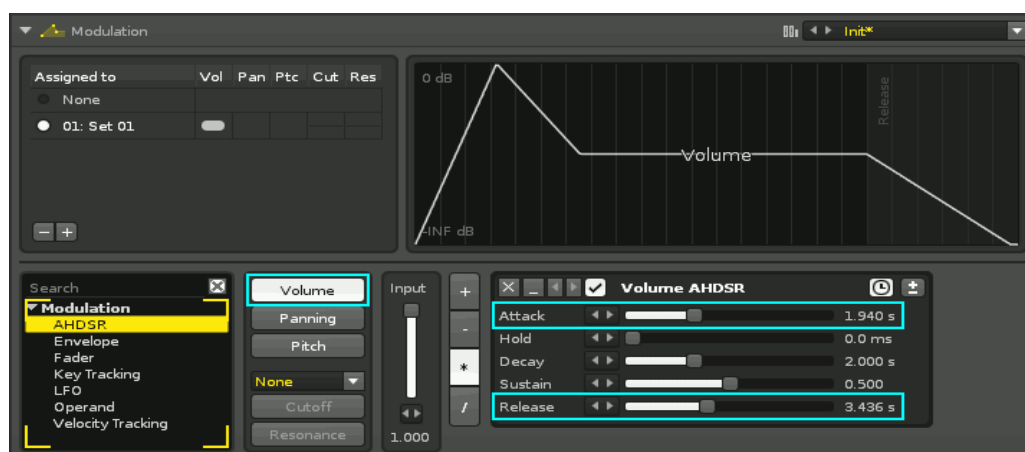 Modulation
Init*
Assigned to Vol Pan Ptc Cut Res
None
01: Set 01
0 dB
Release
Volume
-INF dB
Search
Modulation
AHDSR
Envelope
Fader
Key Tracking
LFO
Operand
Velocity Tracking
Volume
Panning
Pitch
None
Cutoff
Resonance
Input
1.000
+
-
*
/
Volume AHDSR
Attack 1.940 s
Hold 0.0 ms
Decay 2.000 s
Sustain 0.500
Release 3.436 s